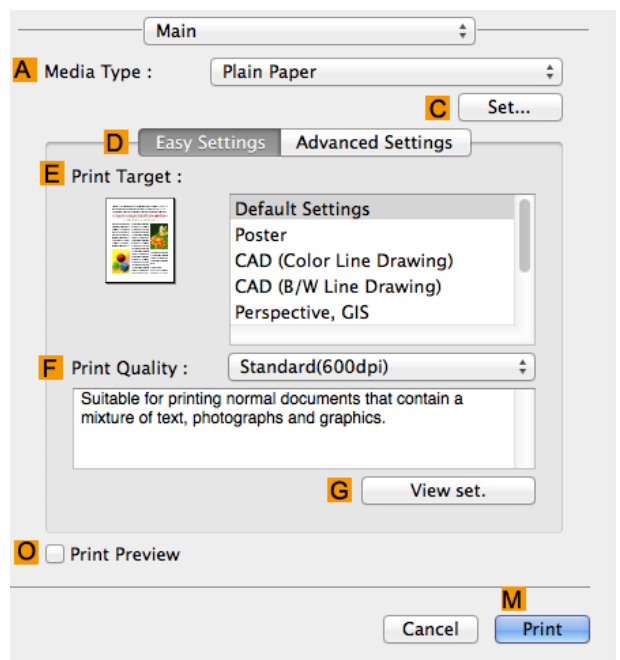 Main
A Media Type : Plain Paper
C Set...
D Easy Settings Advanced Settings
E Print Target :
Default Settings
Poster
CAD (Color Line Drawing)
CAD (B/W Line Drawing)
Perspective, GIS
F Print Quality : Standard(600dpi)
Suitable for printing normal documents that contain a
mixture of text, photographs and graphics.
G View set.
O Print Preview
M
Cancel Print